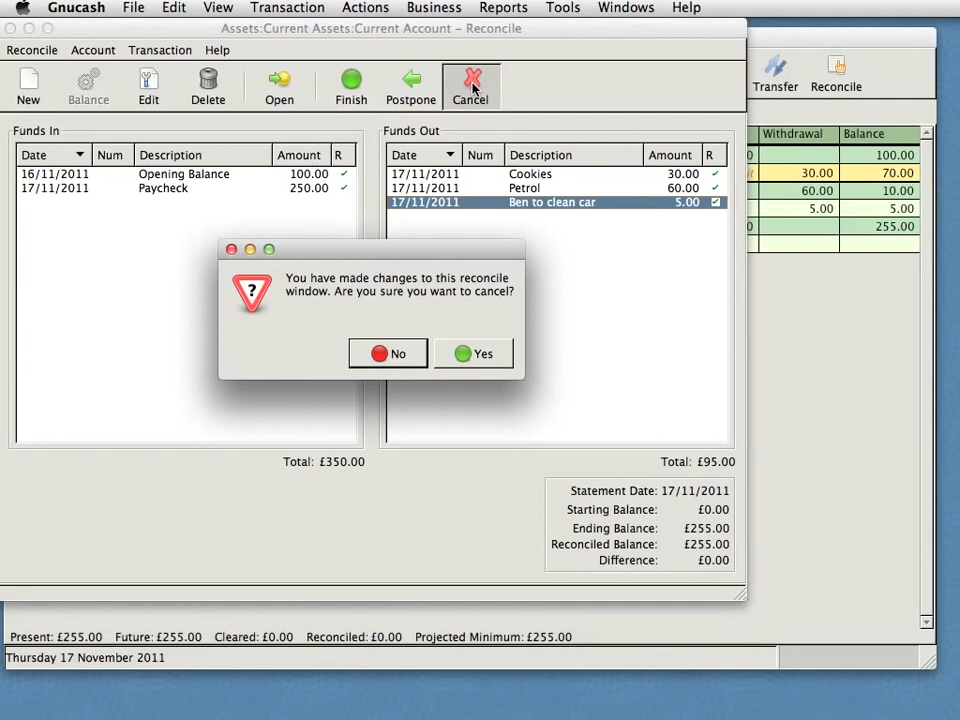 Gnucash File Edit View Transaction Actions Business Reports Tools Windows Help
Assets:Current Assets:Current Account - Reconcile
Reconcile Account Transaction Help
New Balance Edit Delete Open Finish Postpone Cancel
Transfer Reconcile
Funds In
Date Num Description Amount R
16/11/2011 Opening Balance 100.00 ✓
17/11/2011 Paycheck 250.00 ✓
Total: £350.00
Funds Out
Date Num Description Amount R
17/11/2011 Cookies 30.00 ✓
17/11/2011 Petrol 60.00 ✓
17/11/2011 Ben to clean car 5.00 ✓
Total: £95.00
Withdrawal Balance
100.00
30.00 70.00
60.00 10.00
5.00 5.00
255.00
You have made changes to this reconcile
window. Are you sure you want to cancel?
No Yes
Statement Date: 17/11/2011
Starting Balance: £0.00
Ending Balance: £255.00
Reconciled Balance: £255.00
Difference: £0.00
Present: £255.00 Future: £255.00 Cleared: £0.00 Reconciled: £0.00 Projected Minimum: £255.00
Thursday 17 November 2011